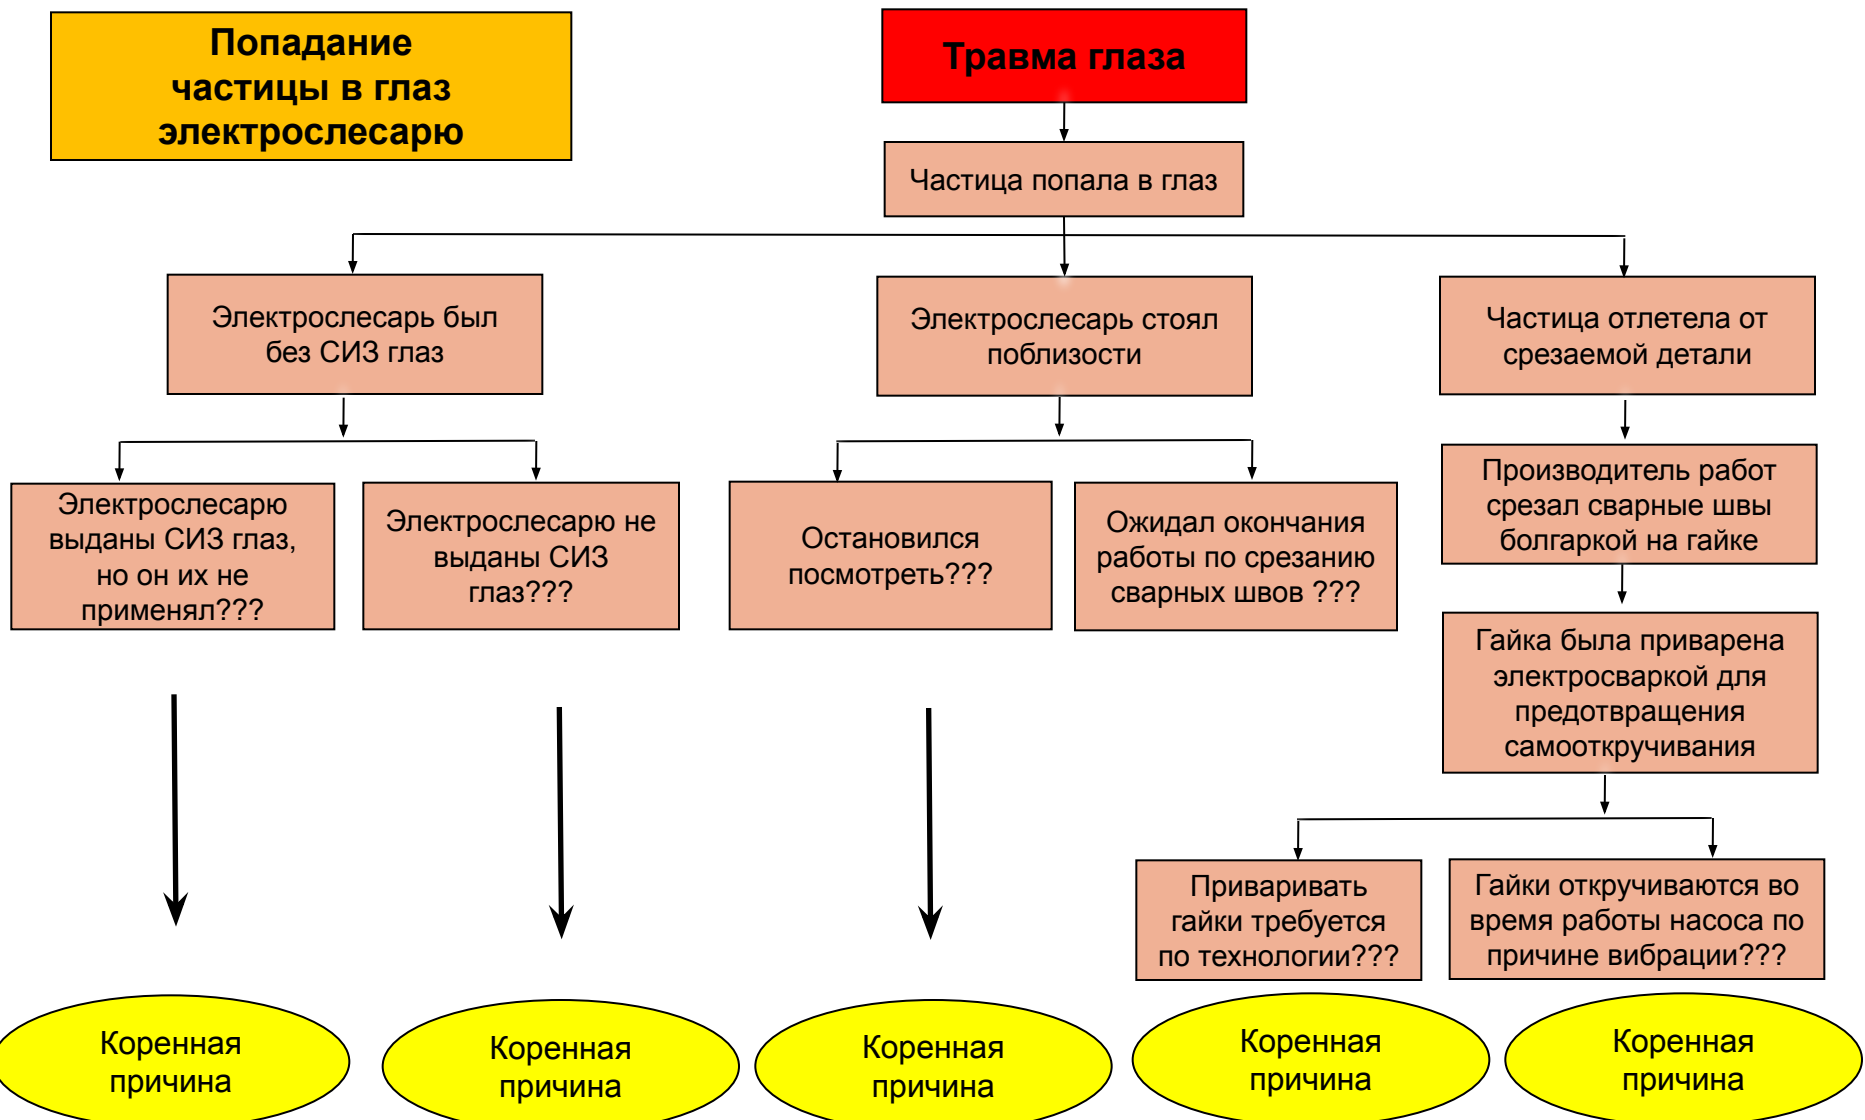 Попадание
частицы в глаз
электрослесарю
Травма глаза
Частица попала в глаз
Электрослесарь был
без СИЗ глаз
Электрослесарь стоял
поблизости
Частица отлетела от
срезаемой детали
Электрослесарю
выданы СИЗ глаз,
но он их не
применял???
Электрослесарю не
выданы СИЗ
глаз???
Остановился
посмотреть???
Ожидал окончания
работы по срезанию
сварных швов ???
Производитель работ
срезал сварные швы
болгаркой на гайке
Гайка была приварена
электросваркой для
предотвращения
самооткручивания
Приваривать
гайки требуется
по технологии???
Гайки откручиваются во
время работы насоса по
причине вибрации???
Коренная
причина
Коренная
причина
Коренная
причина
Коренная
причина
Коренная
причина